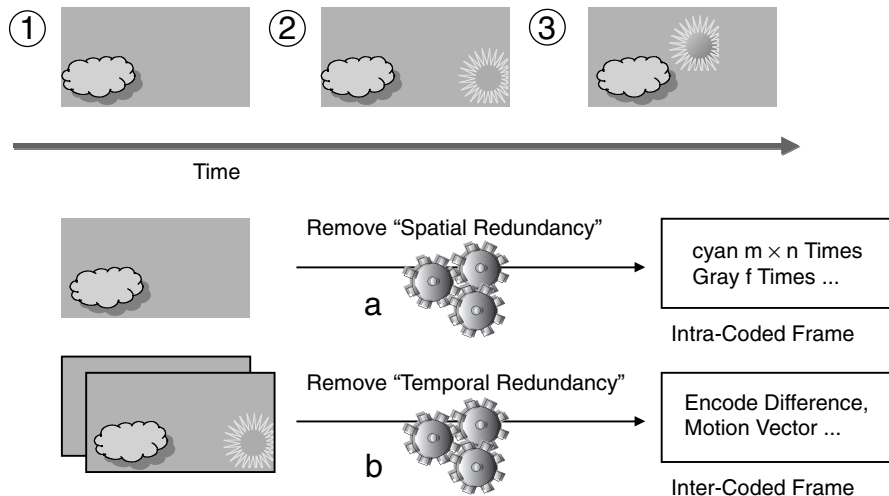 1 2 3
Time
Remove “Spatial Redundancy”
a
cyan m × n Times
Gray f Times ...
Intra-Coded Frame
Remove “Temporal Redundancy”
b
Encode Difference,
Motion Vector ...
Inter-Coded Frame